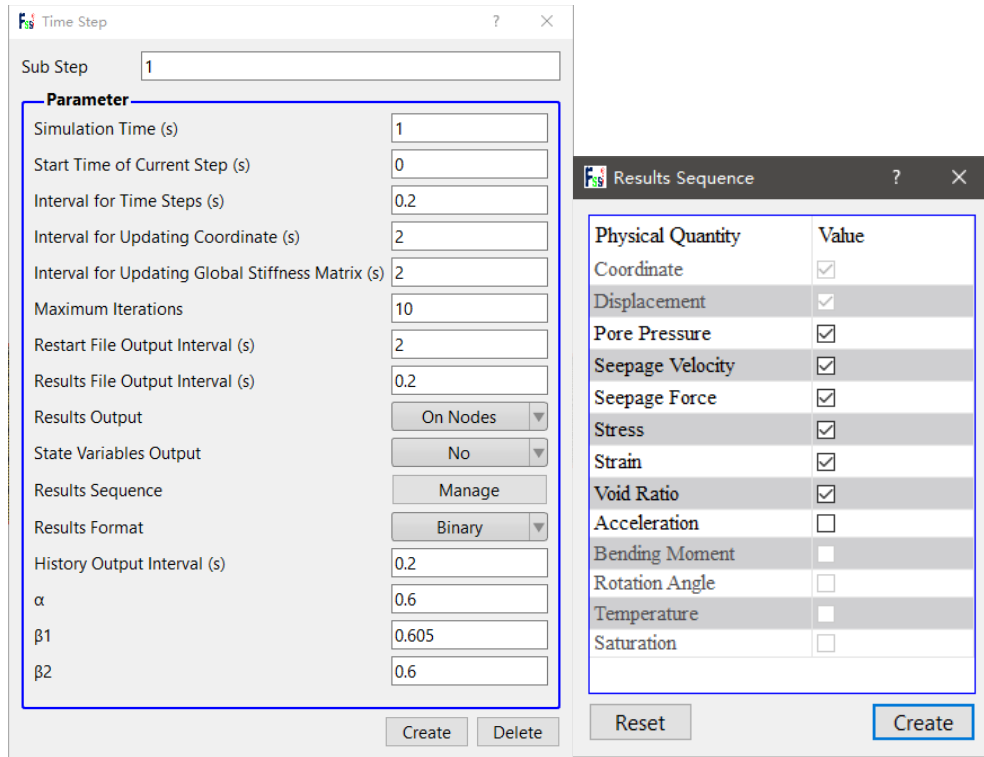 Fss Time Step ? ×
Sub Step 1
Parameter
Simulation Time (s) 1
Start Time of Current Step (s) 0
Interval for Time Steps (s) 0.2
Interval for Updating Coordinate (s) 2
Interval for Updating Global Stiffness Matrix (s) 2
Maximum Iterations 10
Restart File Output Interval (s) 2
Results File Output Interval (s) 0.2
Results Output On Nodes
State Variables Output No
Results Sequence Manage
Results Format Binary
History Output Interval (s) 0.2
α 0.6
β1 0.605
β2 0.6
Create Delete
Fssi Results Sequence ? ×
Physical Quantity Value
Coordinate
Displacement
Pore Pressure
Seepage Velocity
Seepage Force
Stress
Strain
Void Ratio
Acceleration
Bending Moment
Rotation Angle
Temperature
Saturation
Reset Create